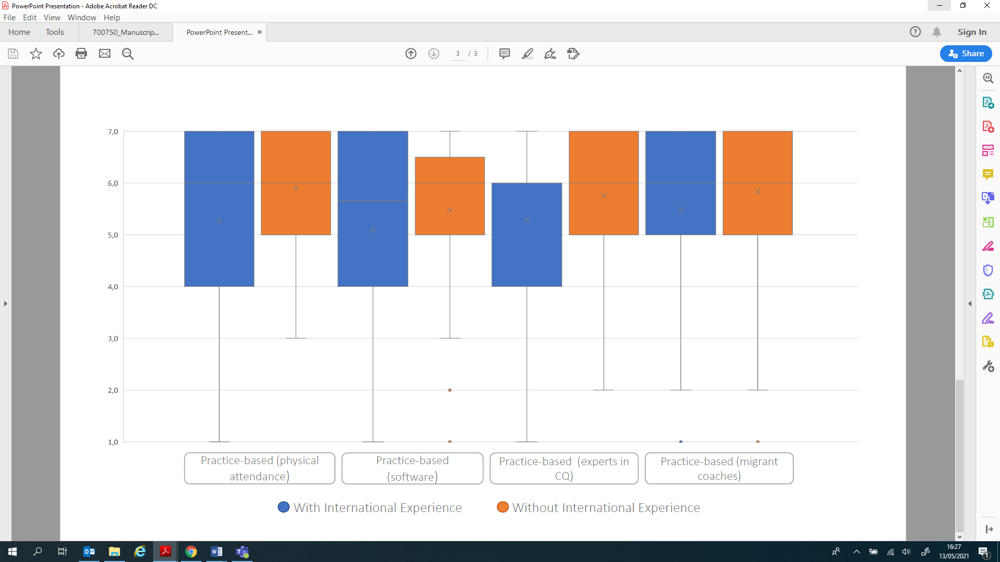 PowerPoint Presentation - Adobe Acrobat Reader DC
File Edit View Window Help
Home Tools 700750_Manuscrip... PowerPoint Present... × Sign In
3 / 3
Share
7,0
6,0
5,0
4,0
3,0
2,0
1,0
Practice-based (physical
attendance)
Practice-based
(software)
Practice-based (experts in
CQ)
Practice-based (migrant
coaches)
With International Experience Without International Experience
16:27
13/05/2021
1